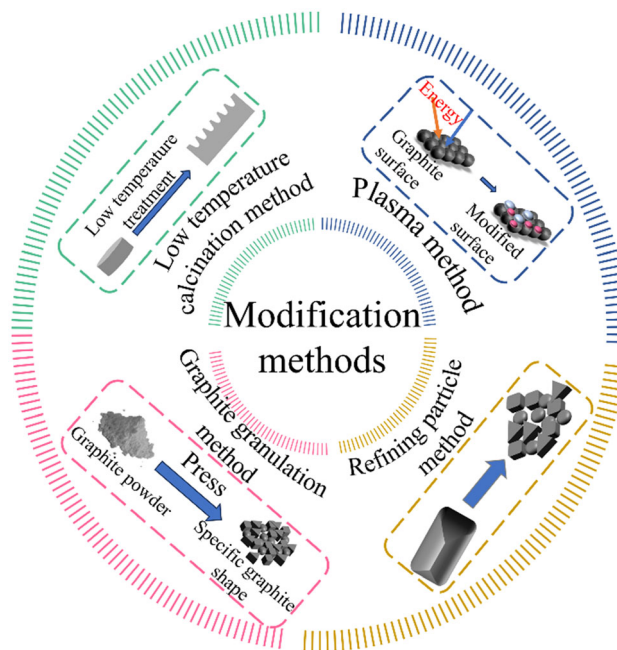 Modification
methods
Low temperature
treatment
Low temperature
calcination method
Energy
Graphite
surface
Modified
surface
Plasma method
Graphite granulation
method
Graphite powder
Press
Specific graphite
shape
Refining particle
method